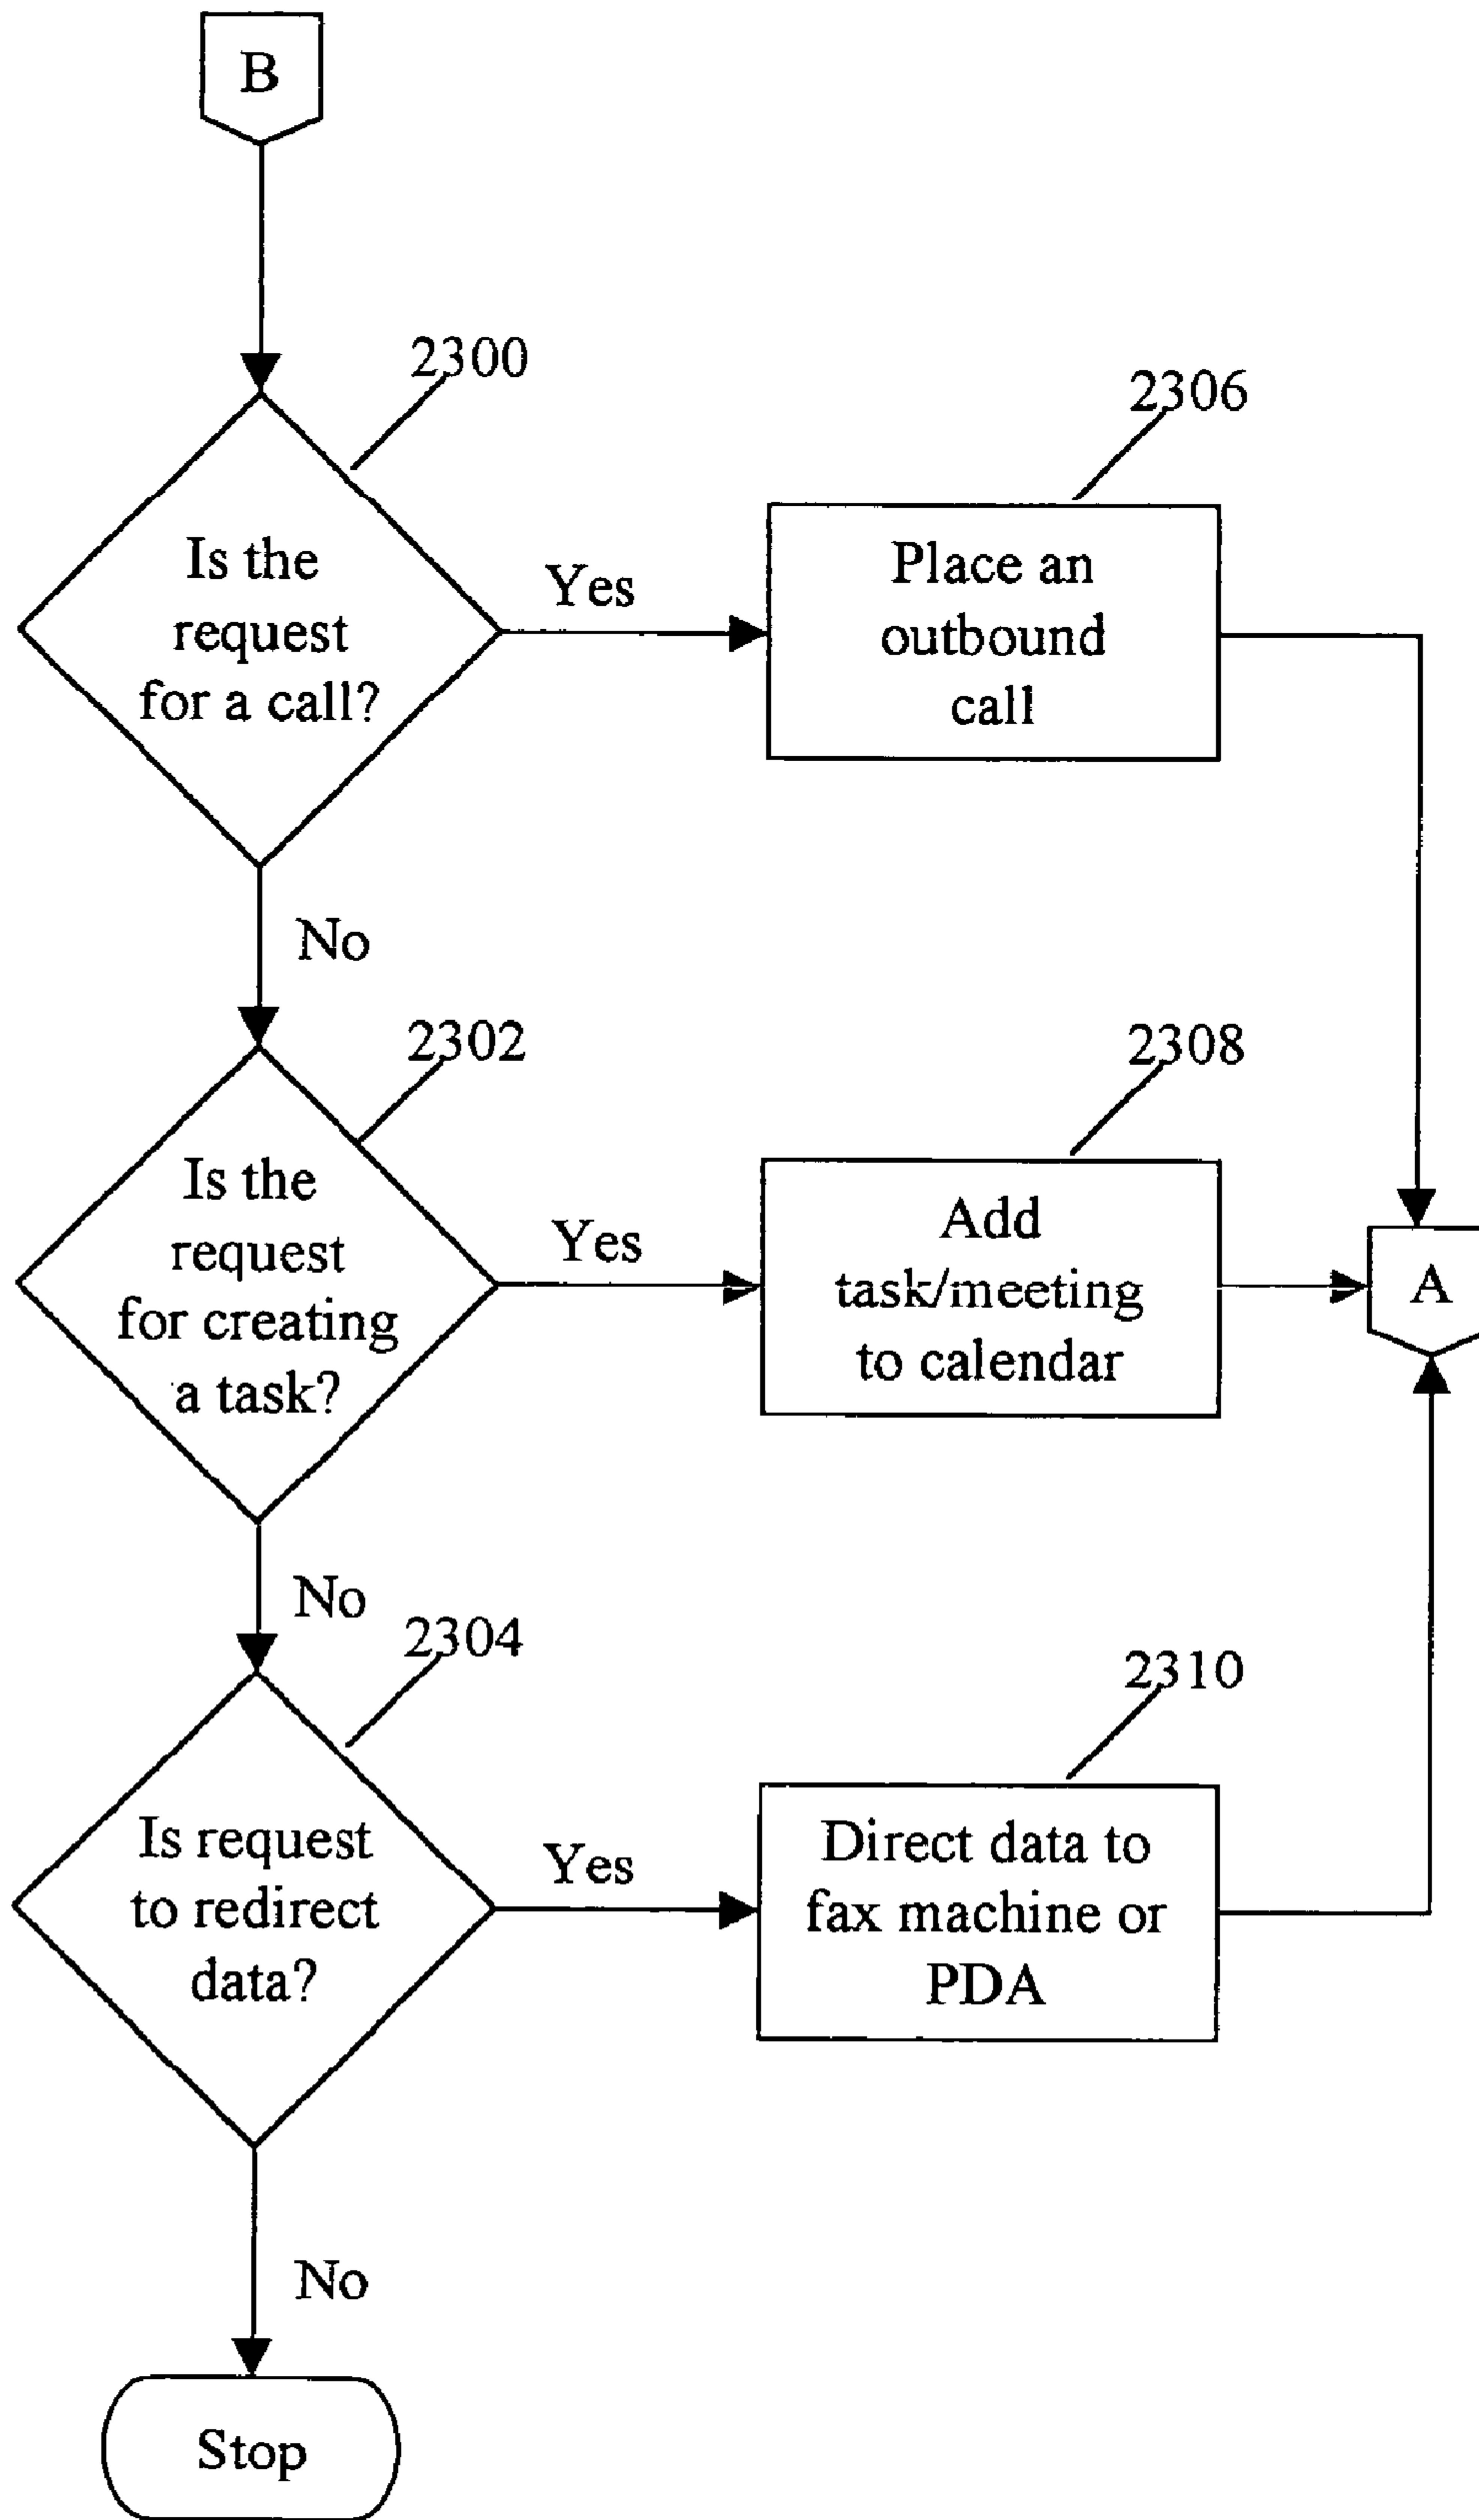 B
2300
Is the
request
for a call?
Yes
2306
Place an
outbound
call
No
2302
Is the
request
for creating
a task?
Yes
2308
Add
task/meeting
to calendar
A
No
2304
Is request
to redirect
data?
Yes
2310
Direct data to
fax machine or
PDA
No
Stop